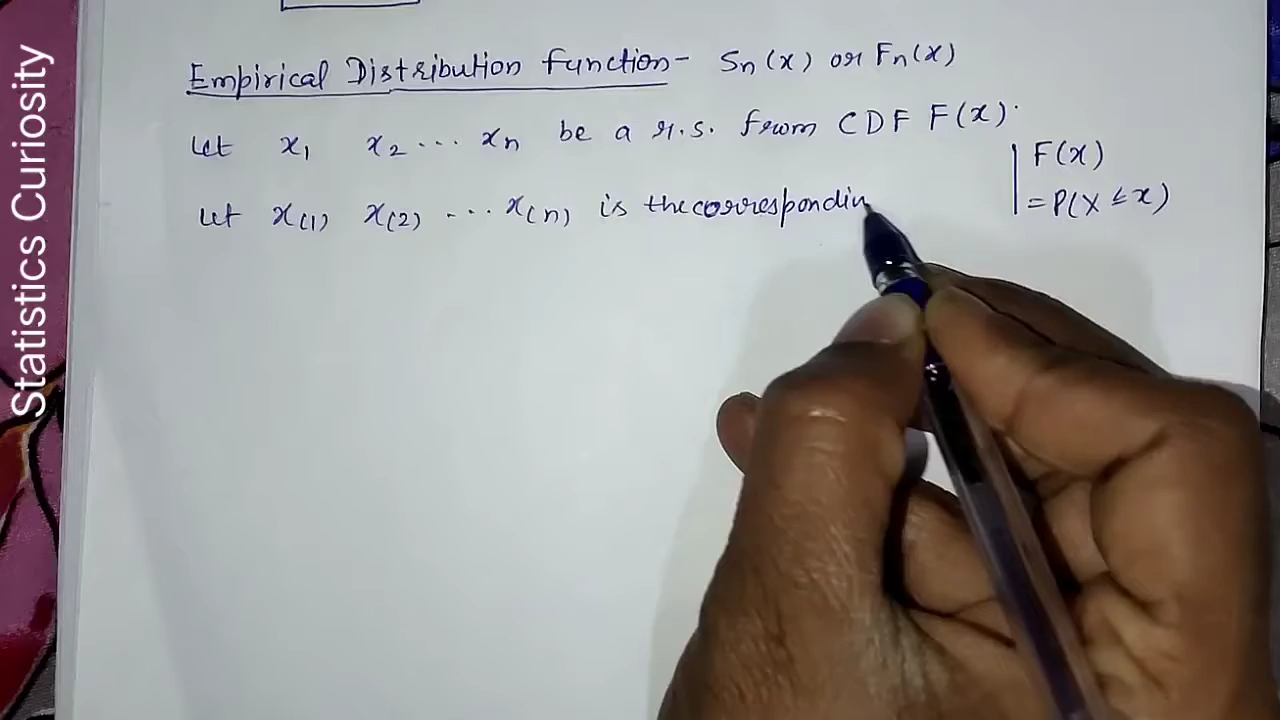 Statistics Curiosity
Empirical Distribution function- Sn(x) or Fn(x)
Let x1 x2 ... xn be a r.s. from CDF F(x).
F(x)
= P(X ≤ x)
Let x(1) x(2) ... x(n) is the correspondin